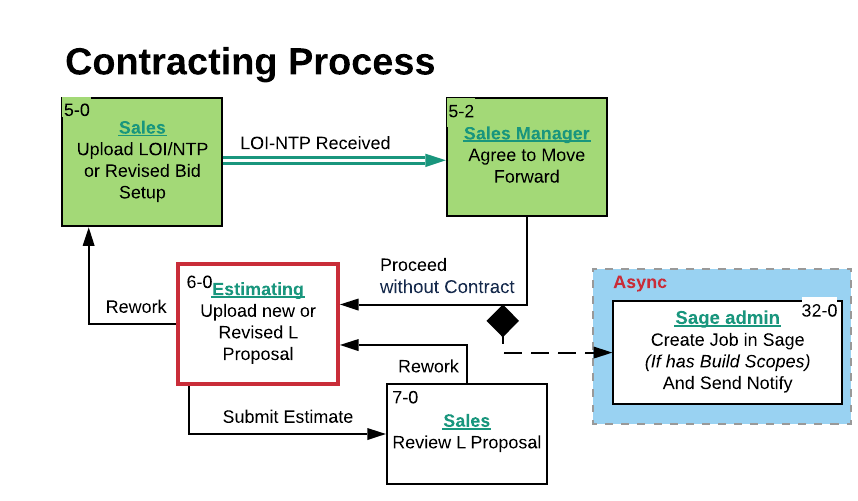 Contracting Process
5-0
Sales
Upload LOI/NTP
or Revised Bid
Setup
LOI-NTP Received
5-2
Sales Manager
Agree to Move
Forward
Proceed
without Contract
Rework
6-0
Estimating
Upload new or
Revised L
Proposal
Async
32-0
Sage admin
Create Job in Sage
(If has Build Scopes)
And Send Notify
Rework
Submit Estimate
7-0
Sales
Review L Proposal